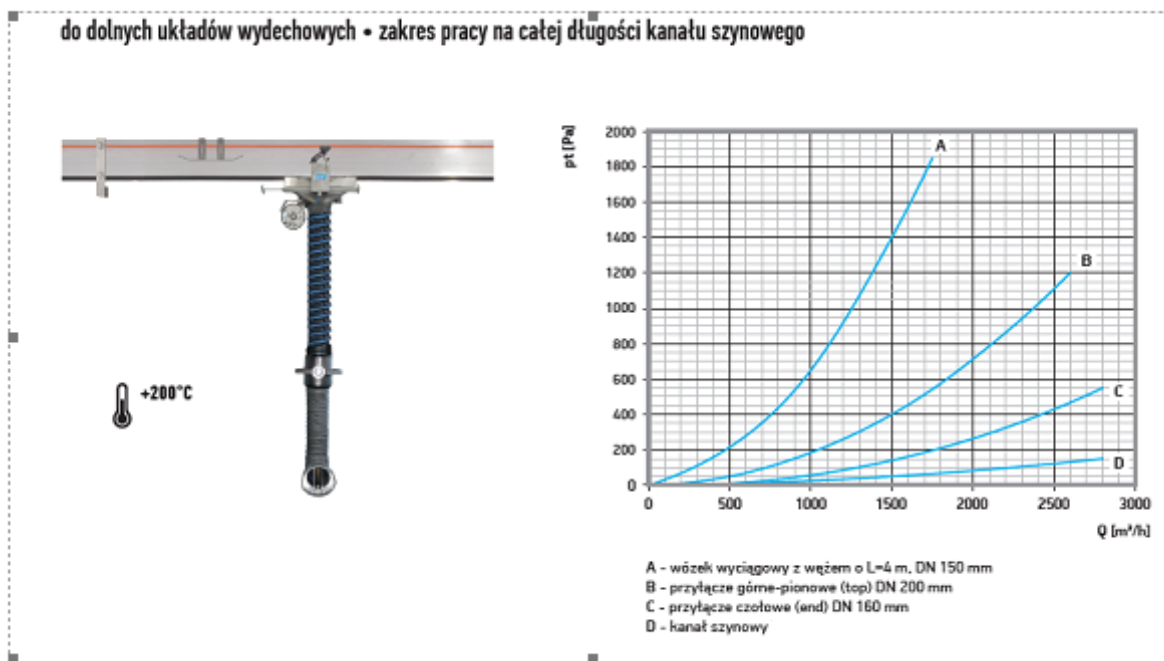 do dolnych układów wydechowych • zakres pracy na całej długości kanału szynowego
+200°C
pt [Pa]
2000
1800
1600
1400
1200
1000
800
600
400
200
0
A
B
C
D
0 500 1000 1500 2000 2500 3000
Q [m³/h]
A - wózek wyciągowy z wężem o L=4 m, DN 150 mm
B - przyłącze górne-pionowe (top) DN 200 mm
C - przyłącze czołowe (end) DN 160 mm
D - kanał szynowy